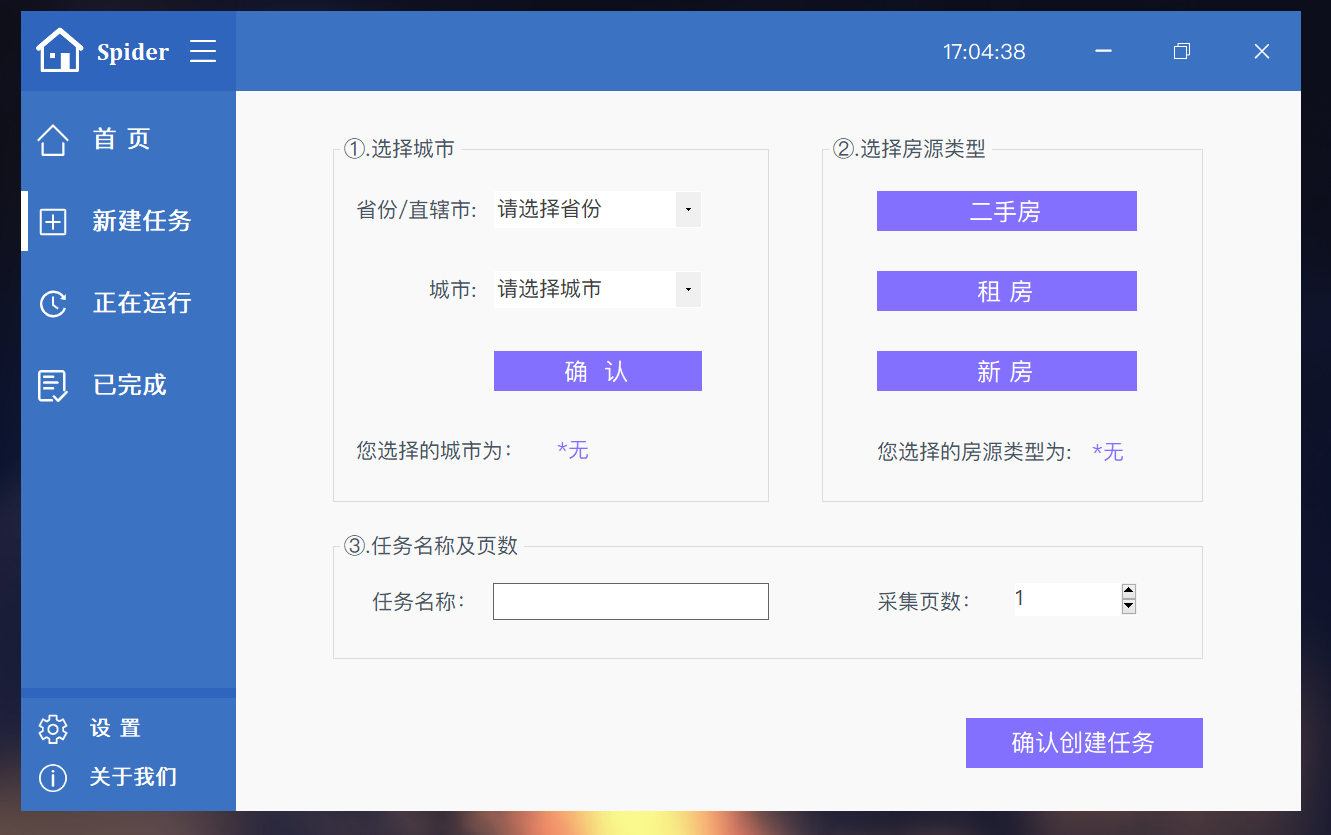 Spider
17:04:38
首 页
新建任务
正在运行
已完成
设 置
关于我们
①.选择城市
省份/直辖市: 请选择省份
城市: 请选择城市
确 认
您选择的城市为: *无
②.选择房源类型
二手房
租 房
新 房
您选择的房源类型为: *无
③.任务名称及页数
任务名称:
采集页数: 1
确认创建任务